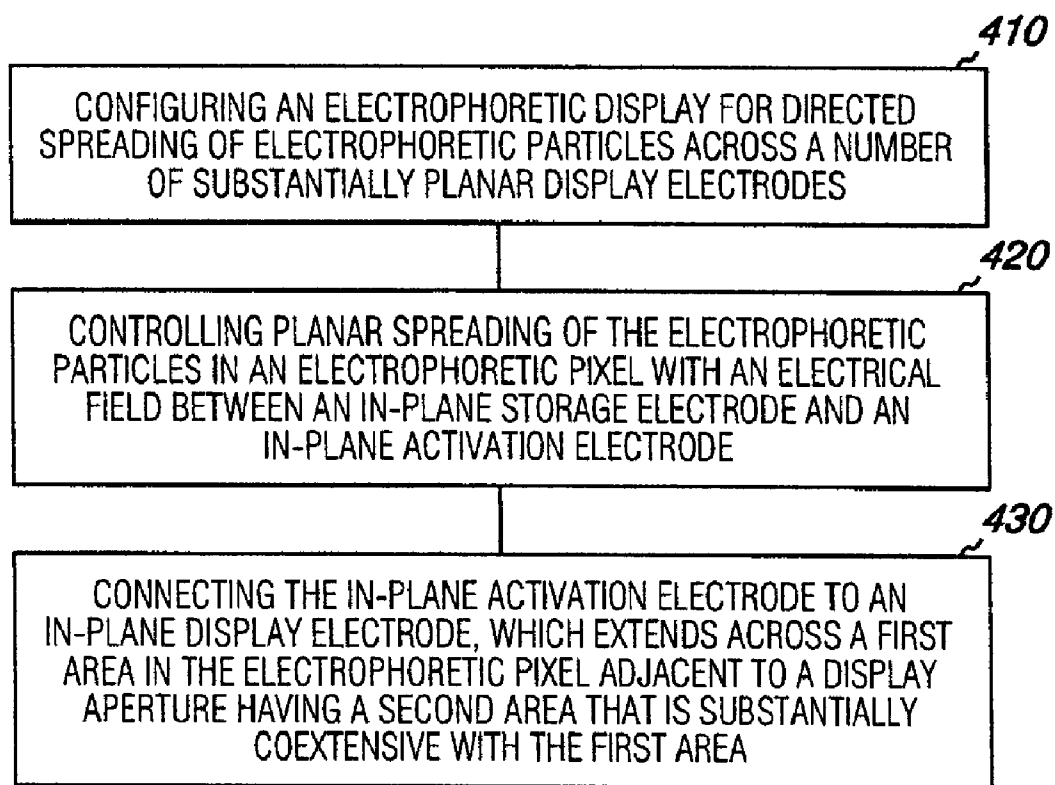 410
CONFIGURING AN ELECTROPHORETIC DISPLAY FOR DIRECTED
SPREADING OF ELECTROPHORETIC PARTICLES ACROSS A NUMBER
OF SUBSTANTIALLY PLANAR DISPLAY ELECTRODES
420
CONTROLLING PLANAR SPREADING OF THE ELECTROPHORETIC
PARTICLES IN AN ELECTROPHORETIC PIXEL WITH AN ELECTRICAL
FIELD BETWEEN AN IN-PLANE STORAGE ELECTRODE AND AN
IN-PLANE ACTIVATION ELECTRODE
430
CONNECTING THE IN-PLANE ACTIVATION ELECTRODE TO AN
IN-PLANE DISPLAY ELECTRODE, WHICH EXTENDS ACROSS A FIRST
AREA IN THE ELECTROPHORETIC PIXEL ADJACENT TO A DISPLAY
APERTURE HAVING A SECOND AREA THAT IS SUBSTANTIALLY
COEXTENSIVE WITH THE FIRST AREA